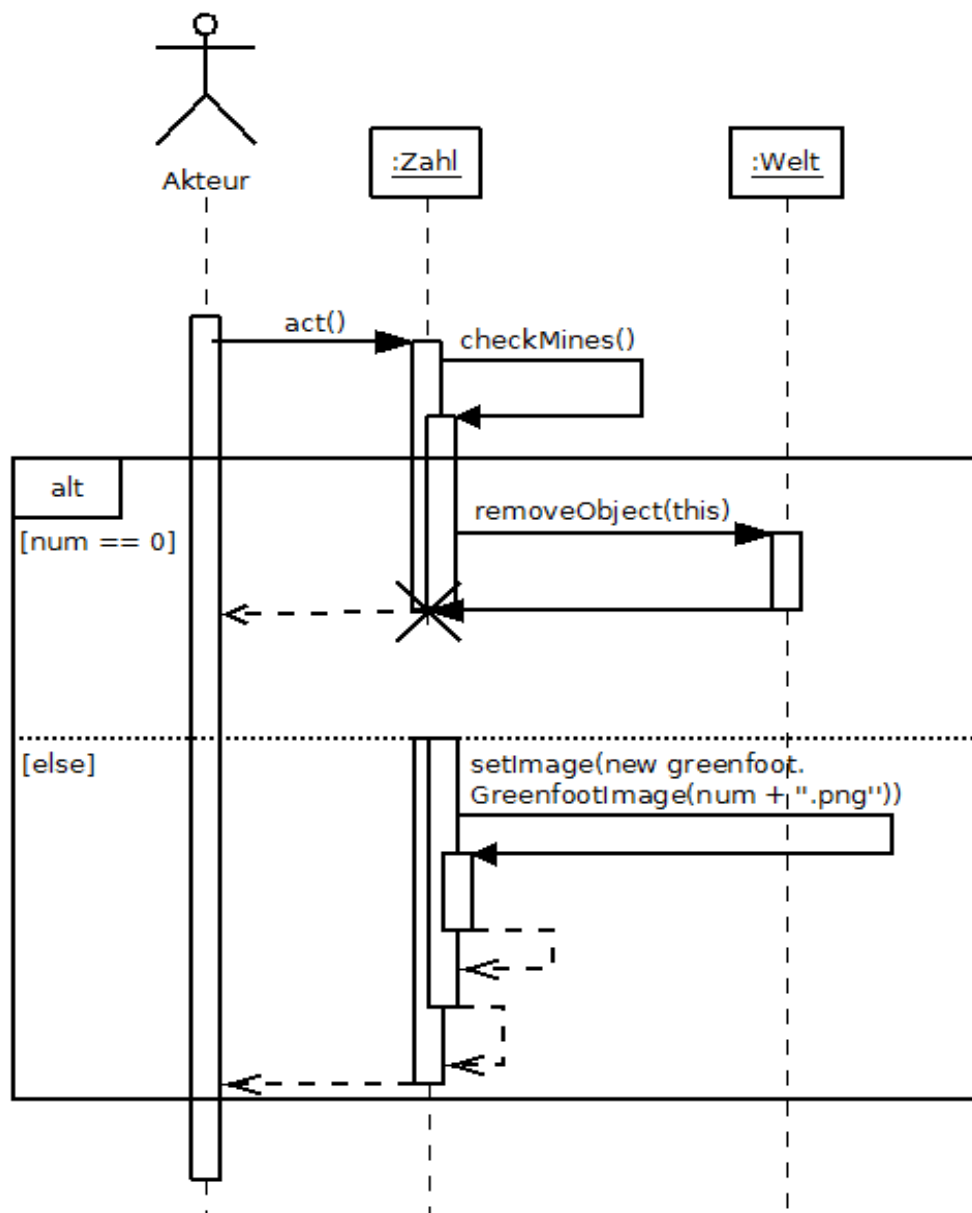 Akteur
:Zahl
:Welt
act()
checkMines()
alt
[num == 0]
removeObject(this)
[else]
setImage(new greenfoot.
GreenfootImage(num + ".png"))